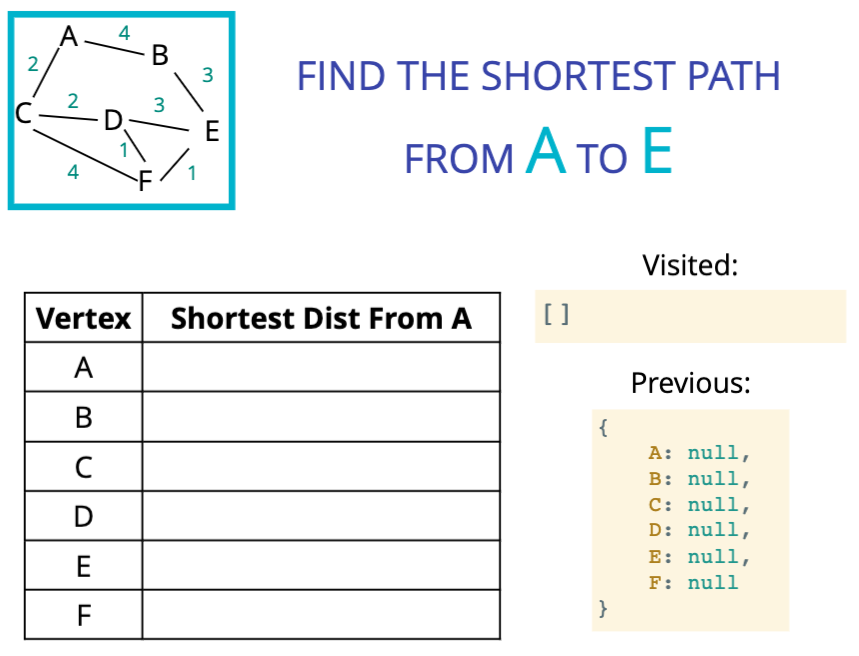 A 4 B
2 3
C 2 D 3 E
1
4 F 1
FIND THE SHORTEST PATH
FROM A TO E
Visited:
[ ]
Vertex Shortest Dist From A
A
B
C
D
E
F
Previous:
{
A: null,
B: null,
C: null,
D: null,
E: null,
F: null
}